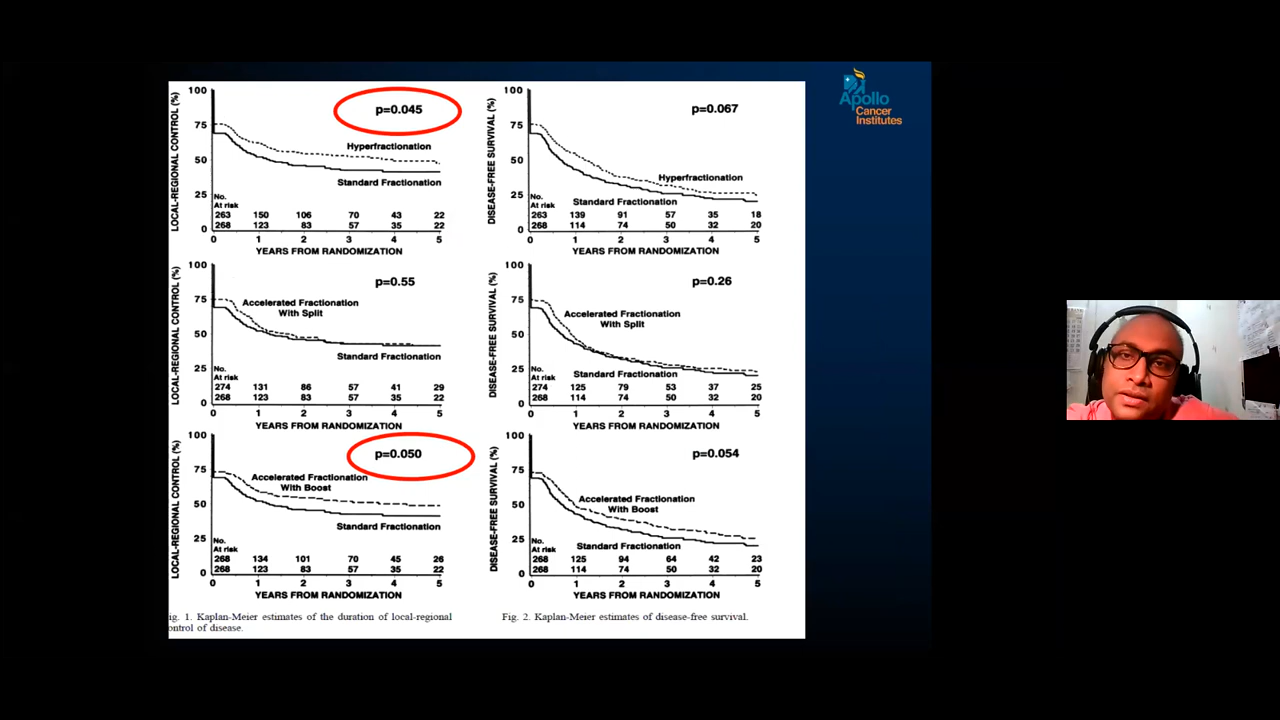 Apollo
Cancer
Institutes
LOCAL-REGIONAL CONTROL (%)
100
75
50
25
0
p=0.045
Hyperfractionation
Standard Fractionation
No.
At risk
263 150 106 70 43 22
268 123 83 57 35 22
0 1 2 3 4 5
YEARS FROM RANDOMIZATION
DISEASE-FREE SURVIVAL (%)
100
75
50
25
0
p=0.067
Hyperfractionation
Standard Fractionation
No.
At risk
263 139 91 57 35 18
268 114 74 50 32 20
0 1 2 3 4 5
YEARS FROM RANDOMIZATION
LOCAL-REGIONAL CONTROL (%)
100
75
50
25
0
p=0.55
Accelerated Fractionation
With Split
Standard Fractionation
No.
At risk
274 131 86 57 41 29
268 123 83 57 35 22
0 1 2 3 4 5
YEARS FROM RANDOMIZATION
DISEASE-FREE SURVIVAL (%)
100
75
50
25
0
p=0.26
Accelerated Fractionation
With Split
Standard Fractionation
No.
At risk
274 125 79 53 37 25
268 114 74 50 32 20
0 1 2 3 4 5
YEARS FROM RANDOMIZATION
LOCAL-REGIONAL CONTROL (%)
100
75
50
25
0
p=0.050
Accelerated Fractionation
With Boost
Standard Fractionation
No.
At risk
268 134 101 70 45 26
268 123 83 57 35 22
0 1 2 3 4 5
YEARS FROM RANDOMIZATION
DISEASE-FREE SURVIVAL (%)
100
75
50
25
0
p=0.054
Accelerated Fractionation
With Boost
Standard Fractionation
No.
At risk
268 125 94 64 42 23
268 114 74 50 32 20
0 1 2 3 4 5
YEARS FROM RANDOMIZATION
ig. 1. Kaplan-Meier estimates of the duration of local-regional
ontrol of disease.
Fig. 2. Kaplan-Meier estimates of disease-free survival.